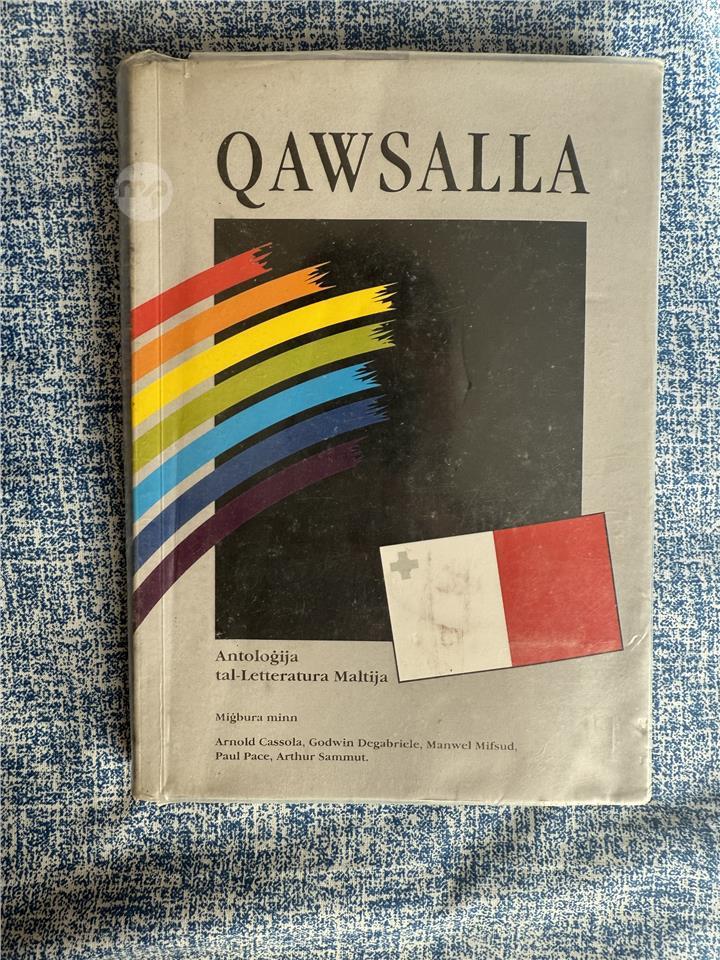 QAWSALLA
Antoloġija
tal-Letteratura Maltija
Miġbura minn
Arnold Cassola, Godwin Degabriele, Manwel Mifsud,
Paul Pace, Arthur Sammut.